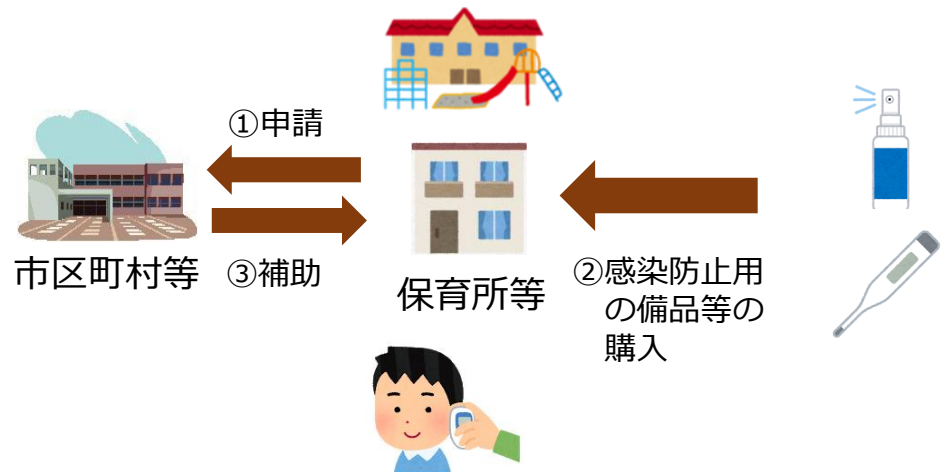 ①申請
市区町村等
③補助
保育所等
②感染防止用
の備品等の
購入